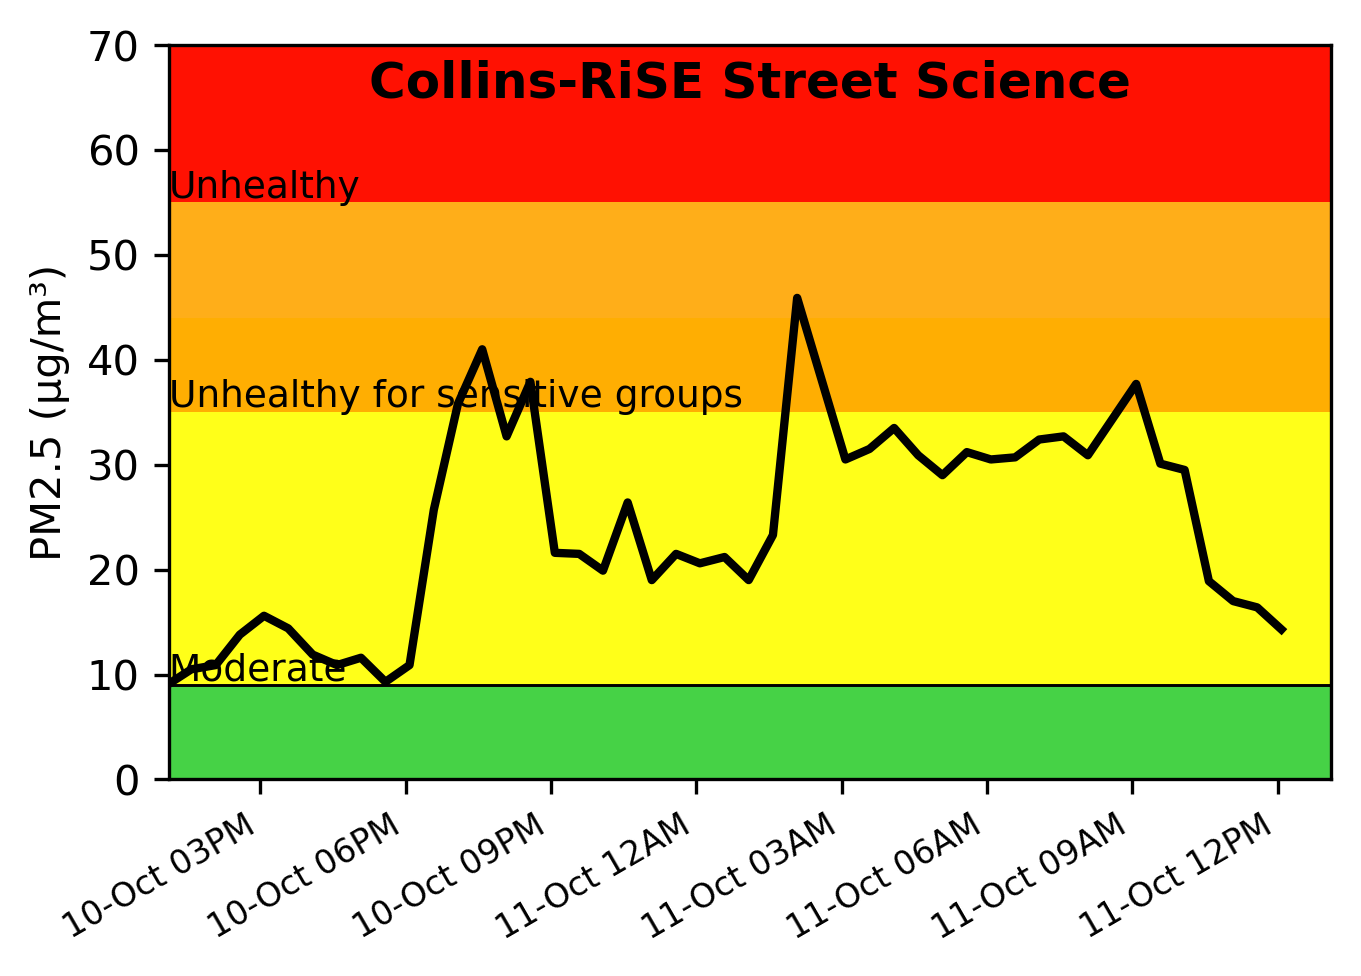 Collins-RiSE Street Science
70
60
50
40
30
20
10
0
PM2.5 (µg/m³)
Unhealthy
Unhealthy for sensitive groups
Moderate
10-Oct 03PM
10-Oct 06PM
10-Oct 09PM
11-Oct 12AM
11-Oct 03AM
11-Oct 06AM
11-Oct 09AM
11-Oct 12PM